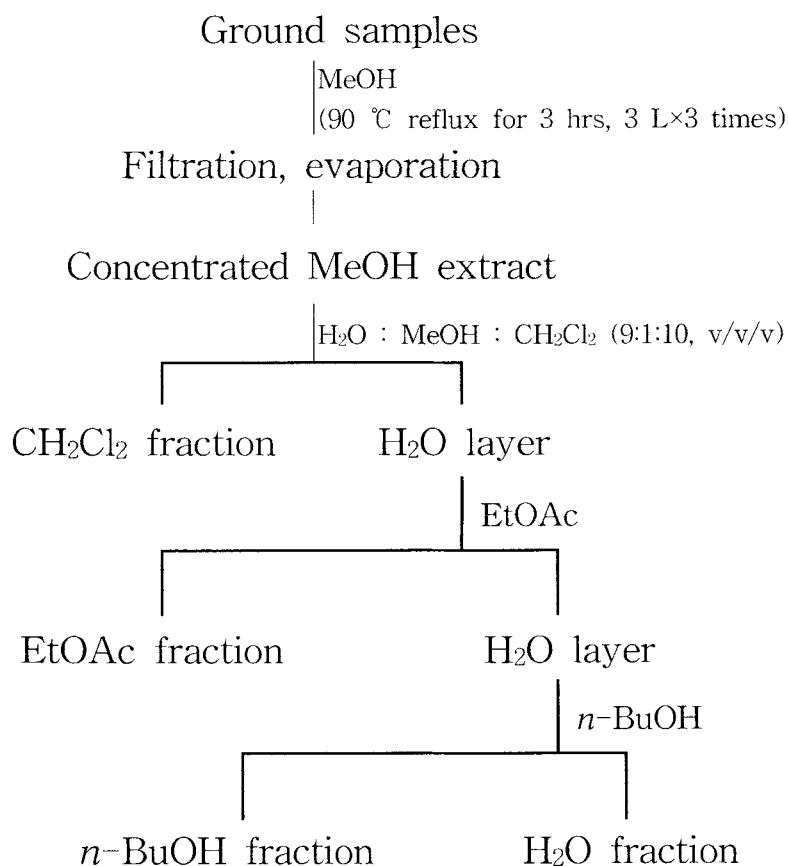 Ground samples
MeOH
(90 ℃ reflux for 3 hrs, 3 L×3 times)
Filtration, evaporation
Concentrated MeOH extract
H₂O : MeOH : CH₂Cl₂ (9:1:10, v/v/v)
CH₂Cl₂ fraction H₂O layer
EtOAc
EtOAc fraction H₂O layer
n-BuOH
n-BuOH fraction H₂O fraction